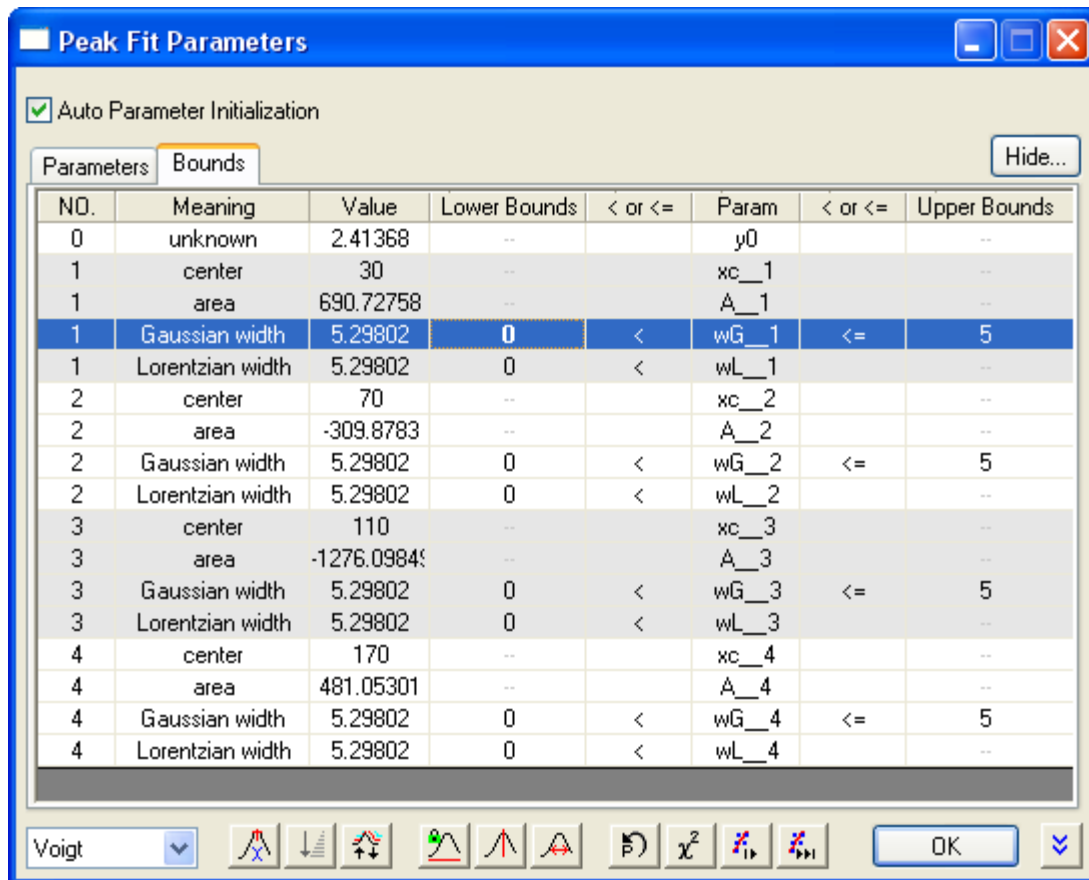 Peak Fit Parameters
Auto Parameter Initialization
Hide...
Parameters Bounds
NO. Meaning Value Lower Bounds < or <= Param < or <= Upper Bounds
0 unknown 2.41368 -- y0 --
1 center 30 -- xc__1 --
1 area 690.72758 -- A__1 --
1 Gaussian width 5.29802 0 < wG__1 <= 5
1 Lorentzian width 5.29802 0 < wL__1 --
2 center 70 -- xc__2 --
2 area -309.8783 -- A__2 --
2 Gaussian width 5.29802 0 < wG__2 <= 5
2 Lorentzian width 5.29802 0 < wL__2 --
3 center 110 -- xc__3 --
3 area -1276.0984 -- A__3 --
3 Gaussian width 5.29802 0 < wG__3 <= 5
3 Lorentzian width 5.29802 0 < wL__3 --
4 center 170 -- xc__4 --
4 area 481.05301 -- A__4 --
4 Gaussian width 5.29802 0 < wG__4 <= 5
4 Lorentzian width 5.29802 0 < wL__4 --
Voigt P χ² OK